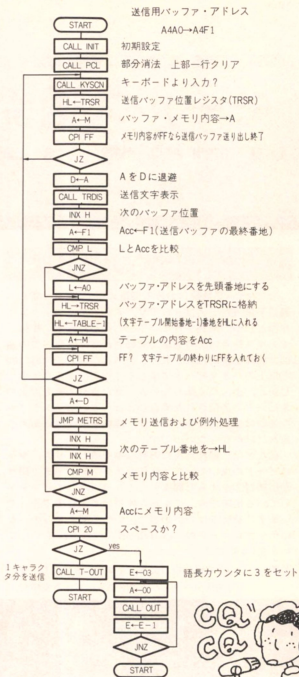 送信用バッファ・アドレス
A4A0→A4F1
START
CALL INIT 初期設定
CALL PCL 部分消法 上部一行クリア
CALL KYSCN キーボードより入力?
HL←TRSR 送信バッファ位置レジスタ(TRSR)
A←M バッファ・メモリ内容→A
CPI FF メモリ内容がFFなら送信バッファ送り出し終了
JZ
D←A AをDに退避
CALL TRDIS 送信文字表示
INX H 次のバッファ位置
A←F1 Acc←F1(送信バッファの最終番地)
CMP L LとAccを比較
JNZ
L←A0 バッファ・アドレスを先頭番地にする
HL→TRSR バッファ・アドレスをTRSRに格納
HL←TABLE-1 (文字テーブル開始番地-1)番地をHLに入れる
A←M テーブルの内容をAcc
CPI FF FF? 文字テーブルの終わりにFFを入れておく
JZ
A←D
JMP METRS メモリ送信および例外処理
INX H
INX H 次のテーブル番地を→HL
CMP M メモリ内容と比較
JNZ
A←M Accにメモリ内容
CPI 20 スペースか?
JZ yes
1キャラク
タ分を送信
CALL T-OUT
START
E←03 語長カウンタに3をセット
A←00
CALL OUT
E←E-1
JNZ
START
CQ
CQ